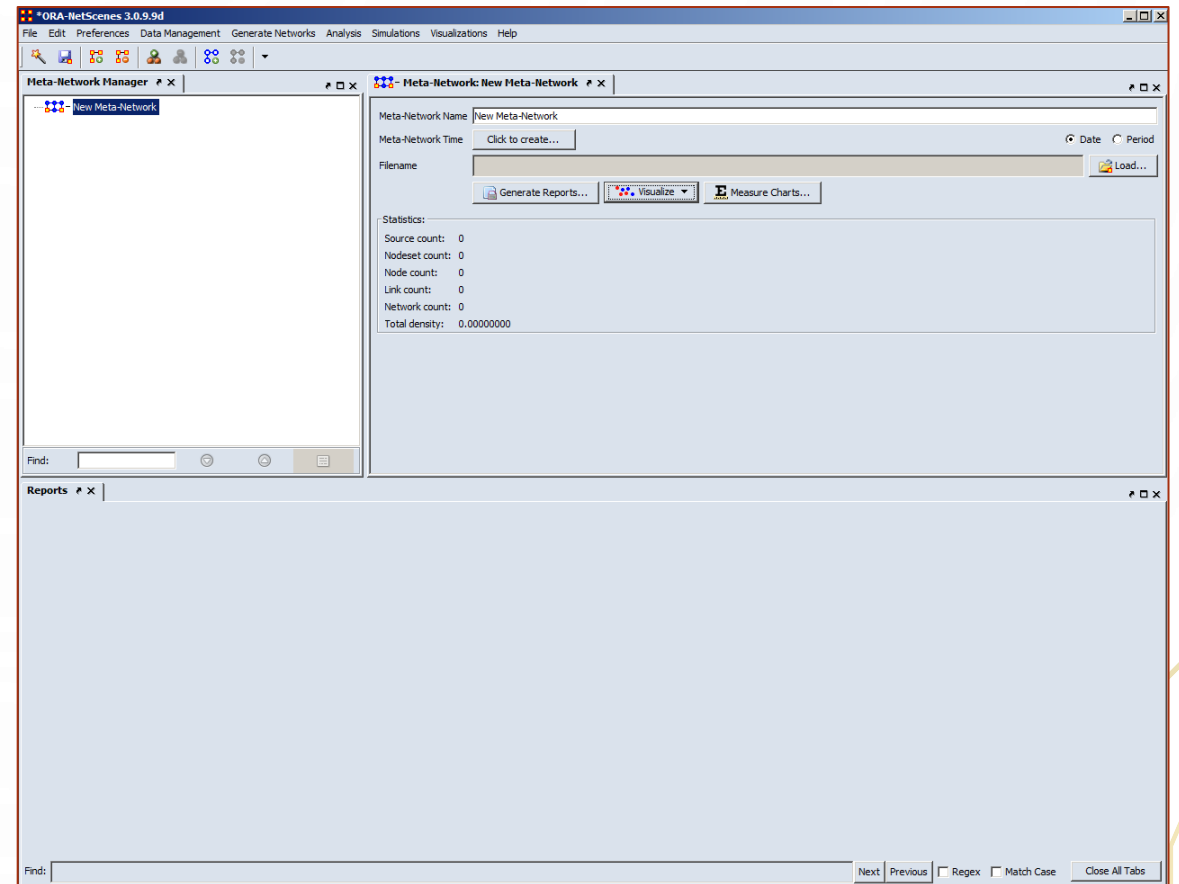 *ORA-NetScenes 3.0.9.9d
File Edit Preferences Data Management Generate Networks Analysis Simulations Visualizations Help
Meta-Network Manager
New Meta-Network
Find:
Meta-Network: New Meta-Network
Meta-Network Name New Meta-Network
Meta-Network Time Click to create... Date Period
Filename Load...
Generate Reports... Visualize Measure Charts...
Statistics:
Source count: 0
Nodeset count: 0
Node count: 0
Link count: 0
Network count: 0
Total density: 0.00000000
Reports
Find: Next Previous Regex Match Case Close All Tabs